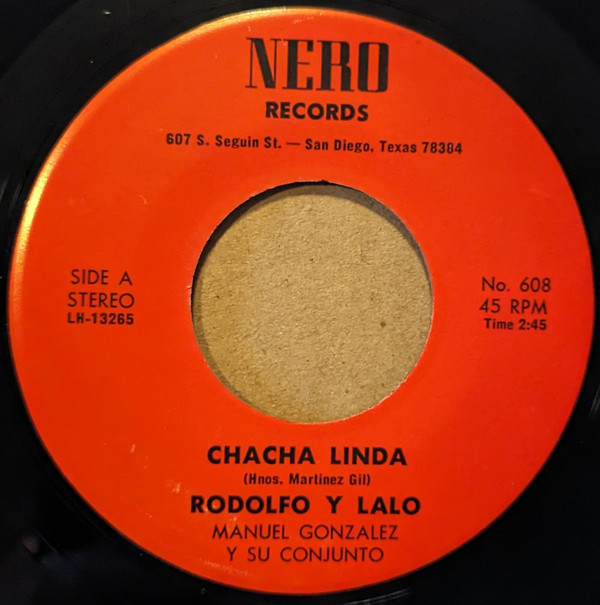 NERO
RECORDS
607 S. Seguin St. — San Diego, Texas 78384
SIDE A
STEREO
LH-13265
No. 608
45 RPM
Time 2:45
CHACHA LINDA
(Hnos. Martinez Gil)
RODOLFO Y LALO
MANUEL GONZALEZ
Y SU CONJUNTO